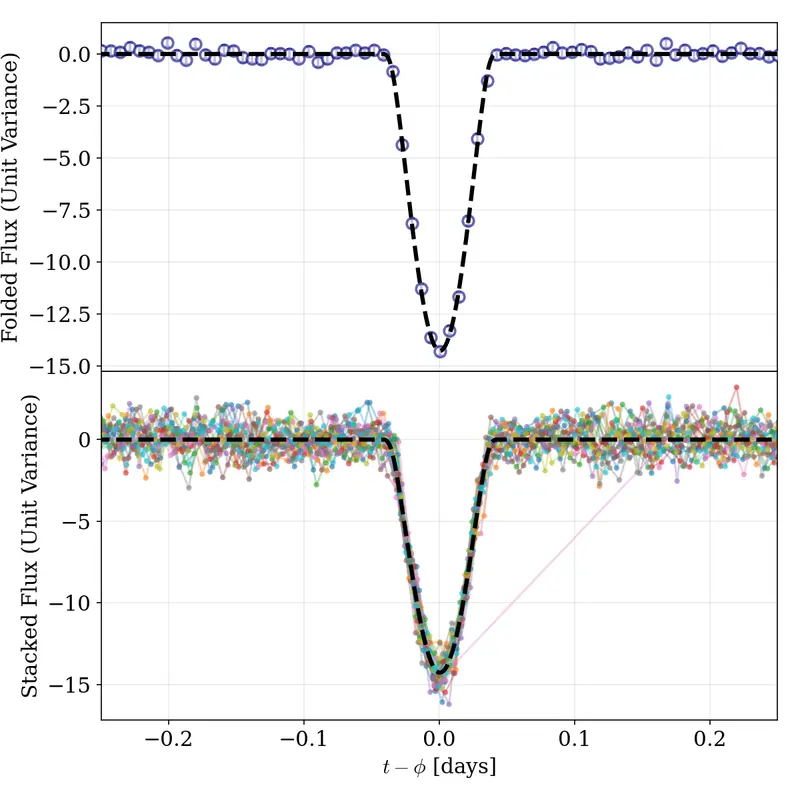 Folded Flux (Unit Variance)
0.0
−2.5
−5.0
−7.5
−10.0
−12.5
−15.0
Stacked Flux (Unit Variance)
0
−5
−10
−15
−0.2 −0.1 0.0 0.1 0.2
t − ϕ [days]